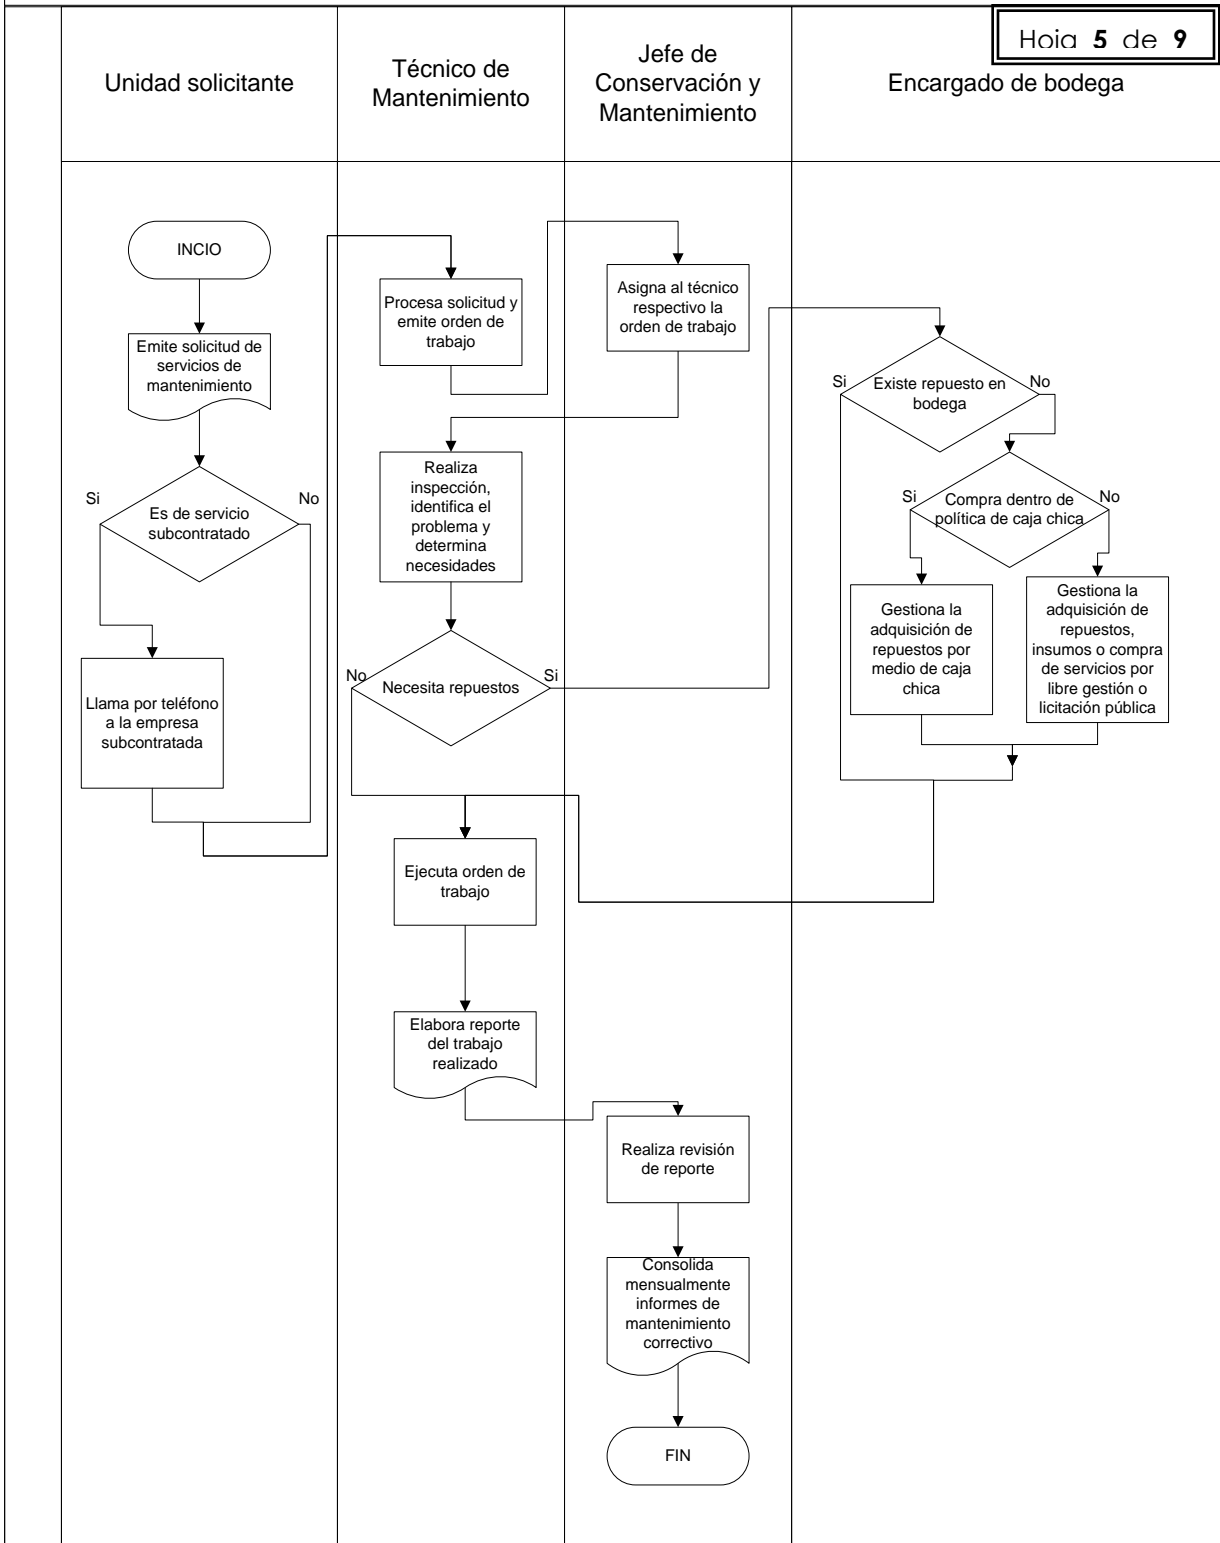 Hoja 5 de 9
Unidad solicitante
Técnico de
Mantenimiento
Jefe de
Conservación y
Mantenimiento
Encargado de bodega
INCIO
Emite solicitud de
servicios de
mantenimiento
Si
No
Es de servicio
subcontratado
Llama por teléfono
a la empresa
subcontratada
Procesa solicitud y
emite orden de
trabajo
Asigna al técnico
respectivo la
orden de trabajo
Realiza
inspección,
identifica el
problema y
determina
necesidades
No
Necesita repuestos
Si
Si
Existe repuesto en
bodega
No
Si
Compra dentro de
política de caja chica
No
Gestiona la
adquisición de
repuestos por
medio de caja
chica
Gestiona la
adquisición de
repuestos,
insumos o compra
de servicios por
libre gestión o
licitación pública
Ejecuta orden de
trabajo
Elabora reporte
del trabajo
realizado
Realiza revisión
de reporte
Consolida
mensualmente
informes de
mantenimiento
correctivo
FIN